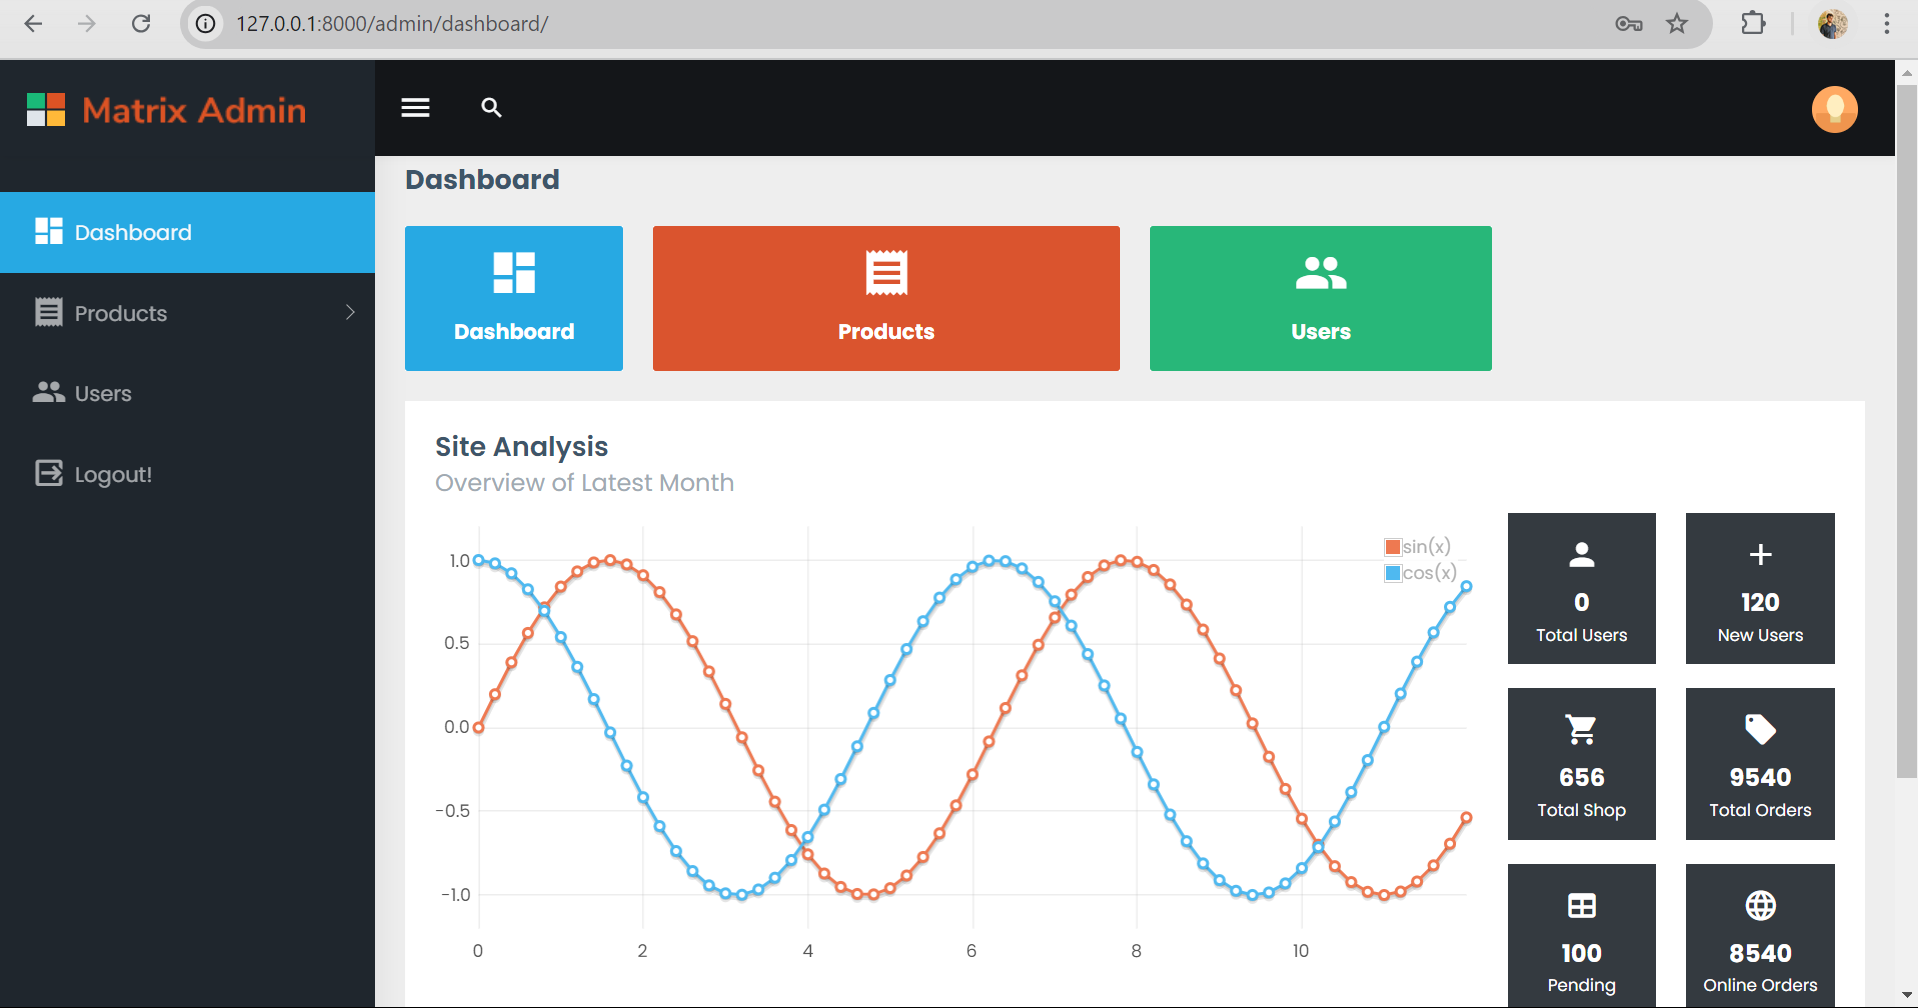 127.0.0.1:8000/admin/dashboard/
Matrix Admin
Dashboard
Products
Users
Logout!
Dashboard
Dashboard
Products
Users
Site Analysis
Overview of Latest Month
sin(x)
cos(x)
1.0
0.5
0.0
-0.5
-1.0
0 2 4 6 8 10
0
Total Users
120
New Users
656
Total Shop
9540
Total Orders
100
Pending
8540
Online Orders